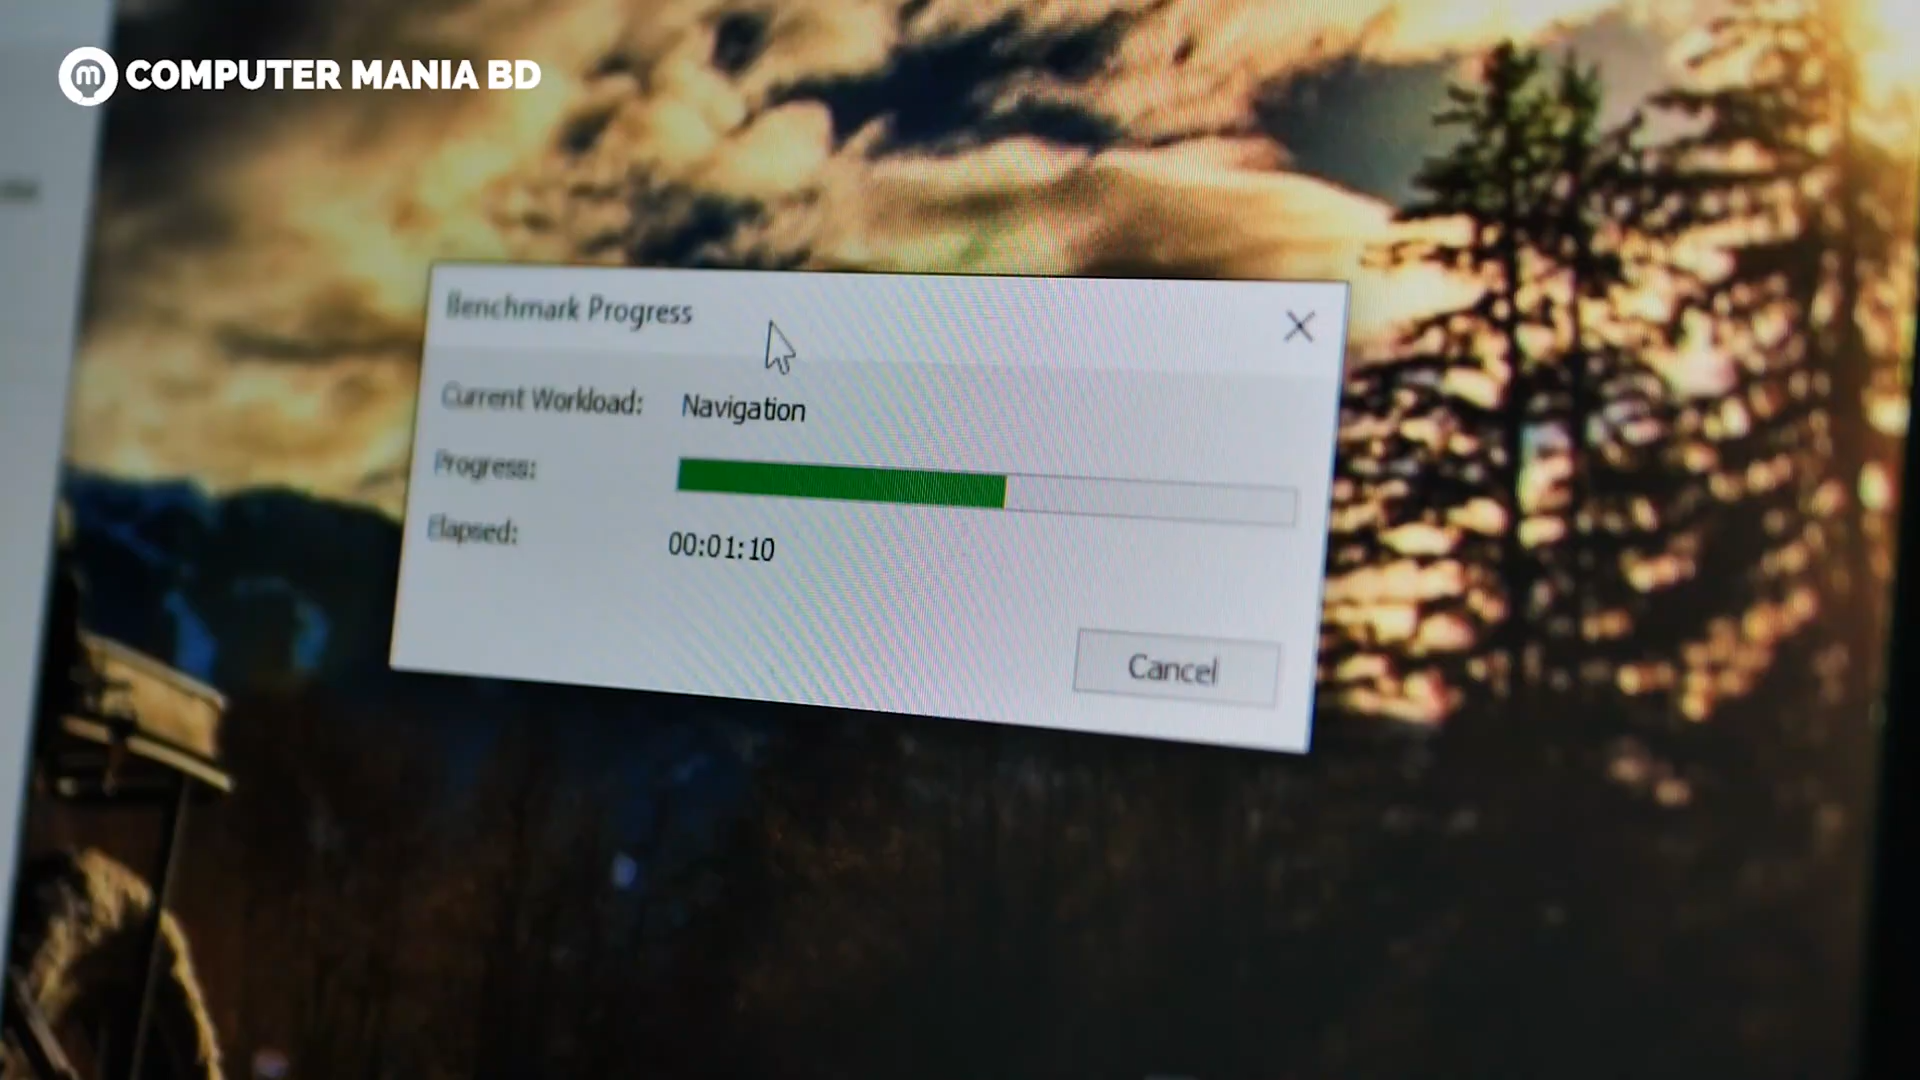 COMPUTER MANIA BD
Benchmark Progress
Current Workload: Navigation
Progress:
Elapsed: 00:01:10
Cancel